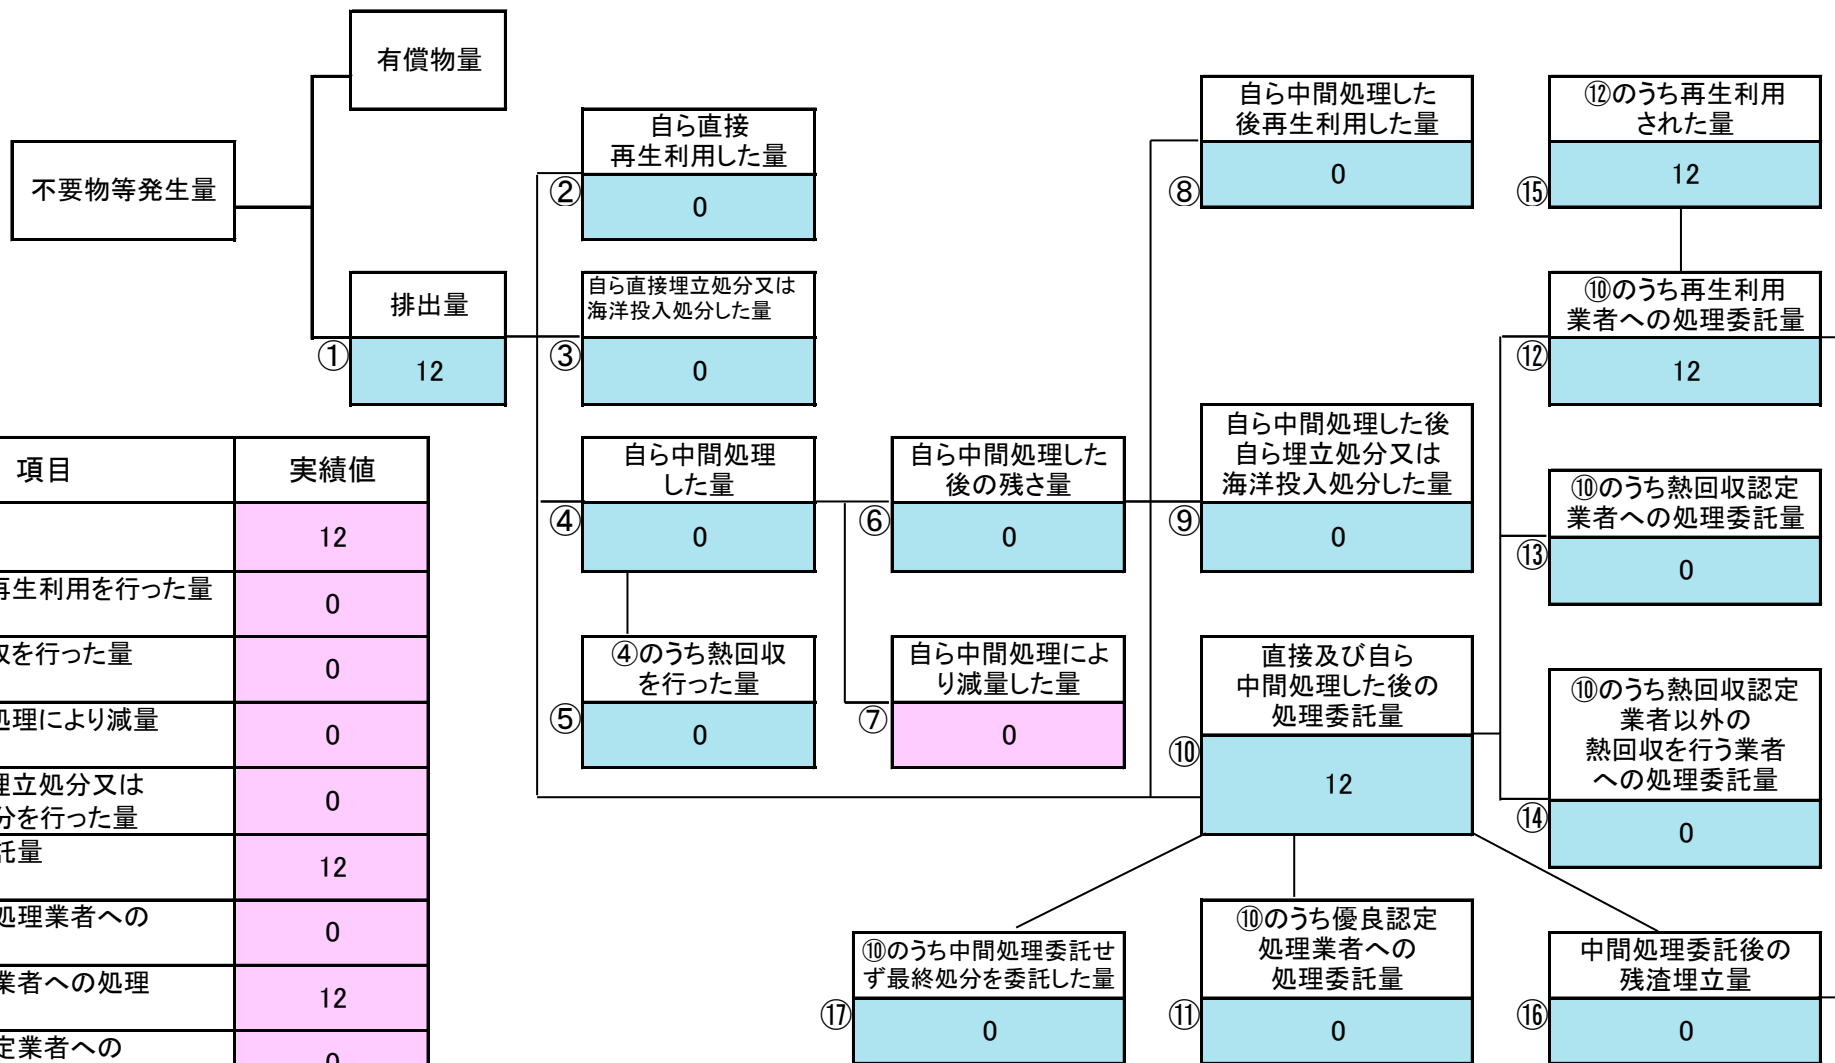 有償物量
不要物等発生量
排出量
①
12
自ら直接
再生利用した量
②
0
自ら直接埋立処分又は
海洋投入処分した量
③
0
自ら中間処理
した量
④
0
④のうち熱回収
を行った量
⑤
0
自ら中間処理した
後の残さ量
⑥
0
自ら中間処理によ
り減量した量
⑦
0
自ら中間処理した
後再生利用した量
⑧
0
自ら中間処理した後
自ら埋立処分又は
海洋投入処分した量
⑨
0
直接及び自ら
中間処理した後の
処理委託量
⑩
12
⑫のうち再生利用
された量
⑮
12
⑩のうち再生利用
業者への処理委託量
⑫
12
⑩のうち熱回収認定
業者への処理委託量
⑬
0
⑩のうち熱回収認定
業者以外の
熱回収を行う業者
への処理委託量
⑭
0
⑩のうち中間処理委託せ
ず最終処分を委託した量
⑰
0
⑩のうち優良認定
処理業者への
処理委託量
⑪
0
中間処理委託後の
残渣埋立量
⑯
0
項目 実績値
12
再生利用を行った量
0
収を行った量
0
処理により減量
0
埋立処分又は
分を行った量
0
託量
12
処理業者への
0
業者への処理
12
定業者への
0